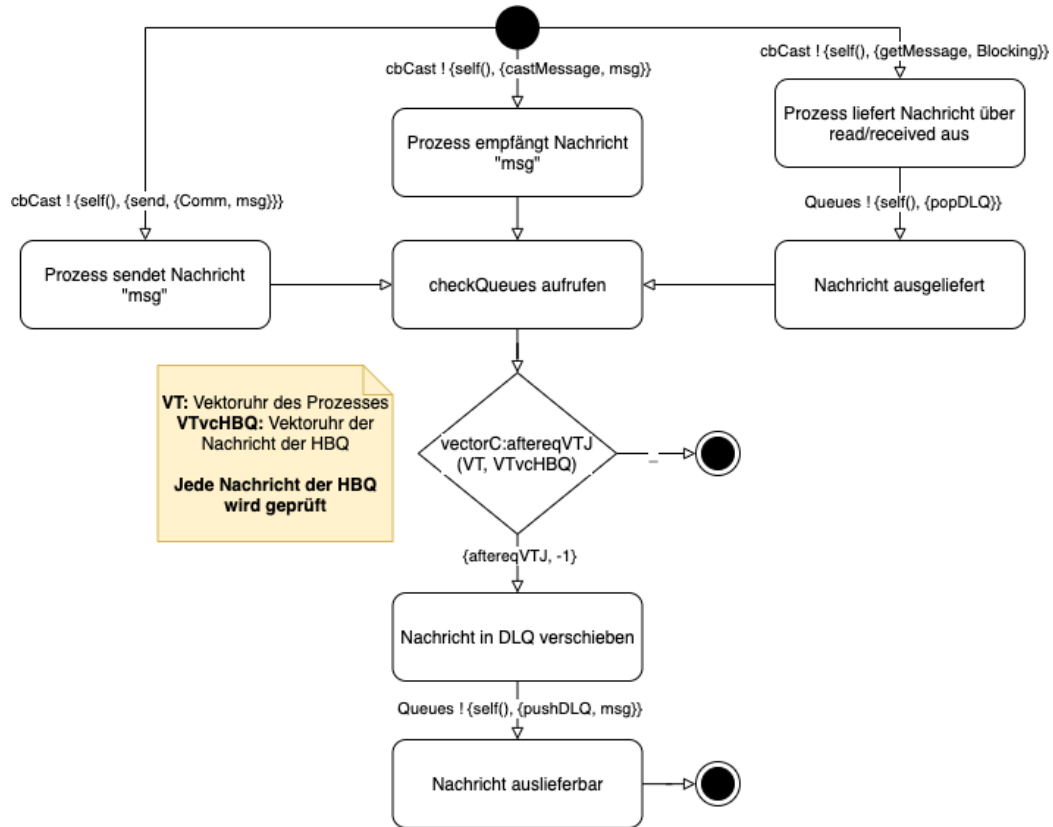 cbCast ! {self(), {getMessage, Blocking}}
cbCast ! {self(), {castMessage, msg}}
Prozess liefert Nachricht über
read/received aus
Prozess empfängt Nachricht
"msg"
cbCast ! {self(), {send, {Comm, msg}}}
Queues ! {self(), {popDLQ}}
Prozess sendet Nachricht
"msg"
checkQueues aufrufen
Nachricht ausgeliefert
VT: Vektoruhr des Prozesses
VTvcHBQ: Vektoruhr der
Nachricht der HBQ
Jede Nachricht der HBQ
wird geprüft
vectorC:aftereqVTJ
(VT, VTvcHBQ)
_
{aftereqVTJ, -1}
Nachricht in DLQ verschieben
Queues ! {self(), {pushDLQ, msg}}
Nachricht auslieferbar